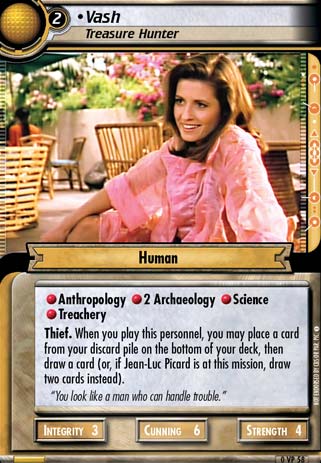 2 •Vash
Treasure Hunter
Human
•Anthropology •2 Archaeology •Science
•Treachery
Thief. When you play this personnel, you may place a card
from your discard pile on the bottom of your deck, then
draw a card (or, if Jean-Luc Picard is at this mission, draw
two cards instead).
“You look like a man who can handle trouble.”
INTEGRITY 3 CUNNING 6 STRENGTH 4
0 VP 58